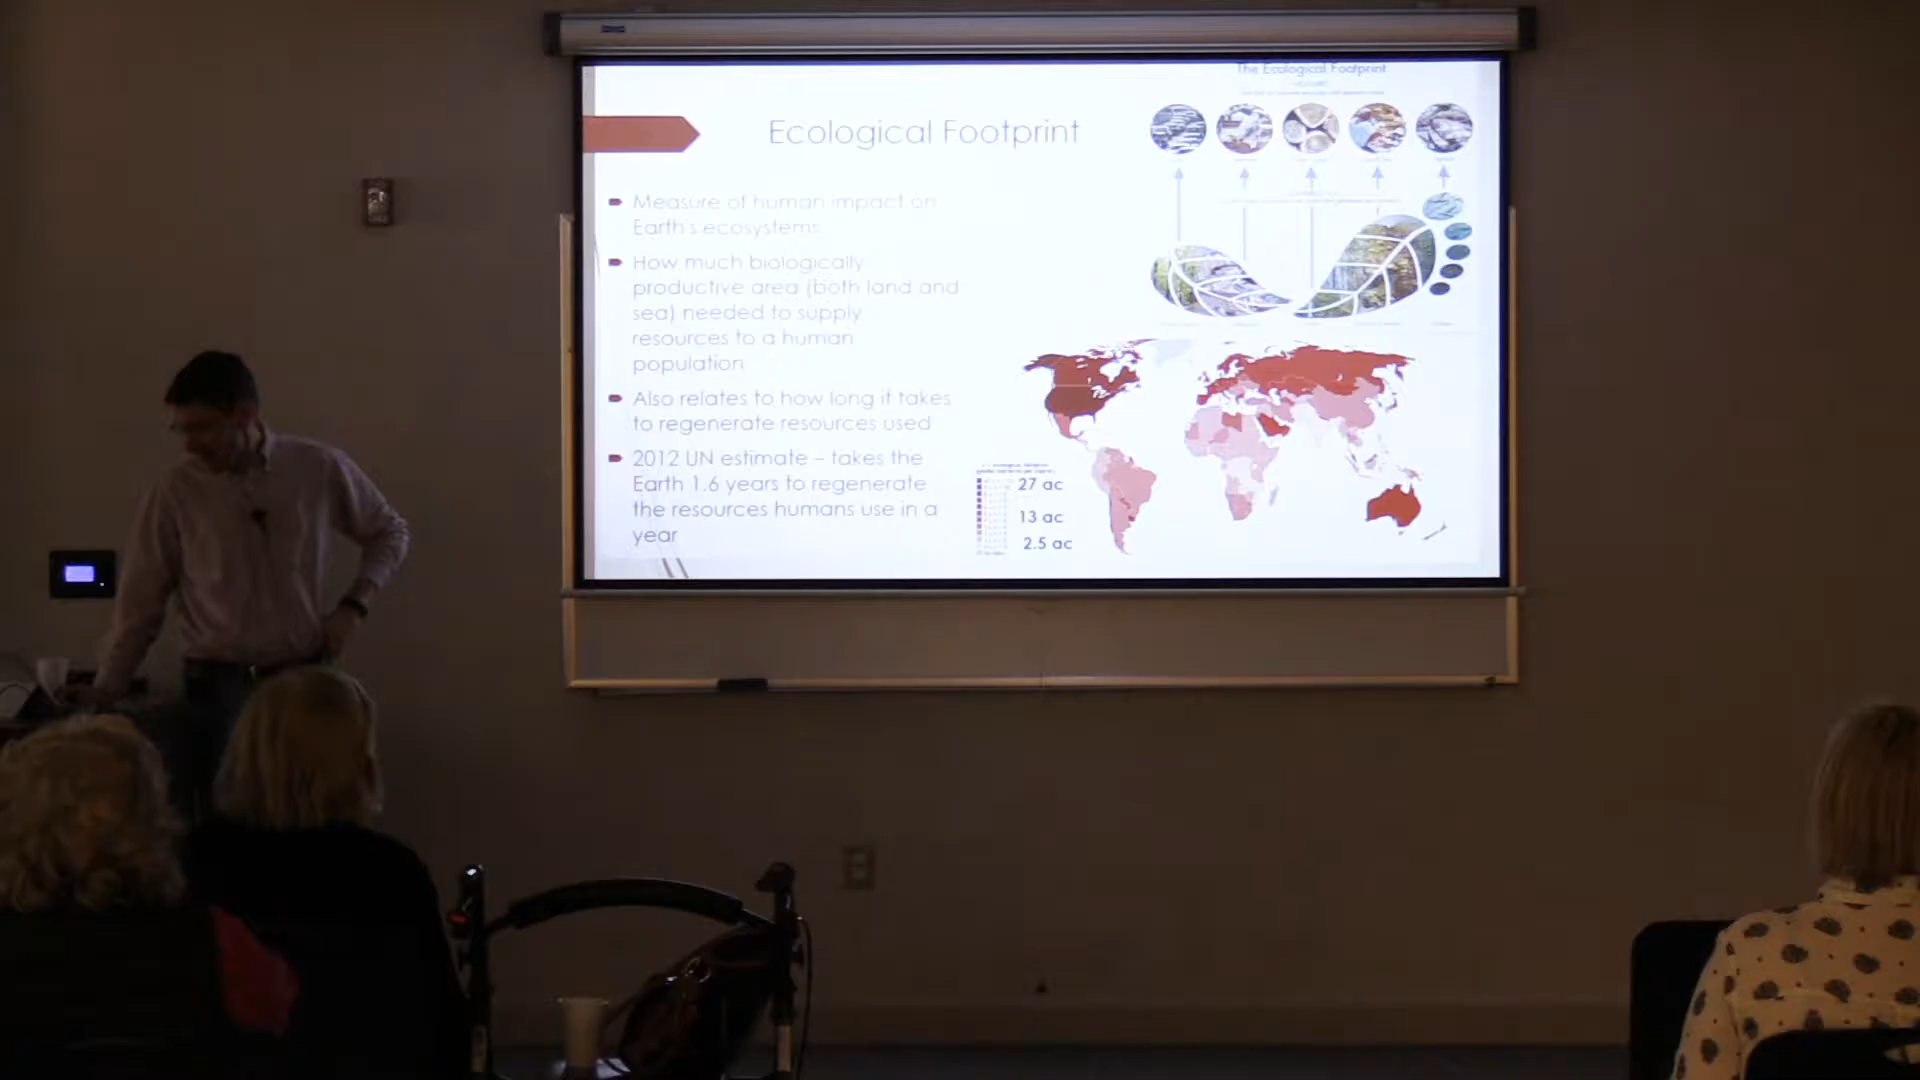 The Ecological Footprint
Ecological Footprint
Measure of human impact on
Earth's ecosystems
How much biologically
productive area (both land and
sea) needed to supply
resources to a human
population
Also relates to how long it takes
to regenerate resources used
2012 UN estimate – takes the
Earth 1.6 years to regenerate
the resources humans use in a
year
27 ac
13 ac
2.5 ac